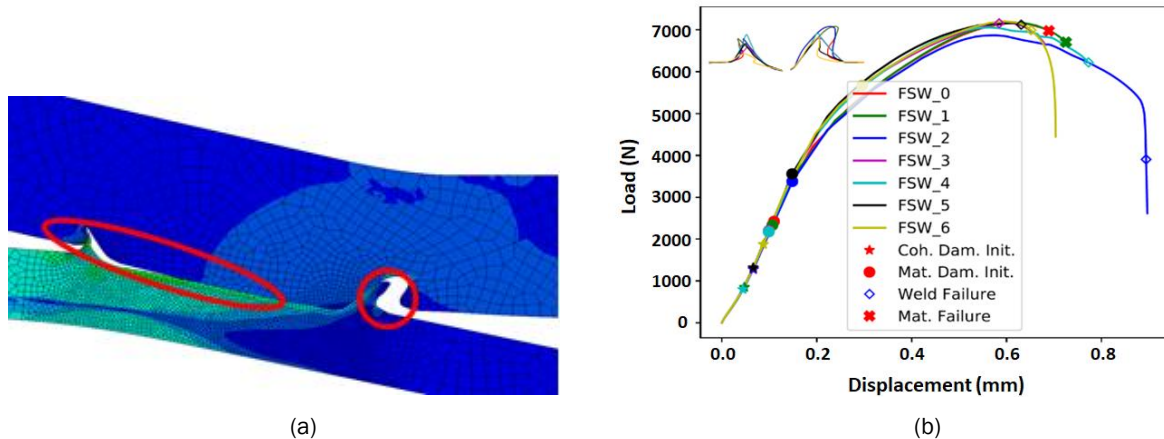 7000
6000
5000
4000
3000
2000
1000
0
Load (N)
FSW_0
FSW_1
FSW_2
FSW_3
FSW_4
FSW_5
FSW_6
Coh. Dam. Init.
Mat. Dam. Init.
Weld Failure
Mat. Failure
0.0 0.2 0.4 0.6 0.8
Displacement (mm)
(a) (b)